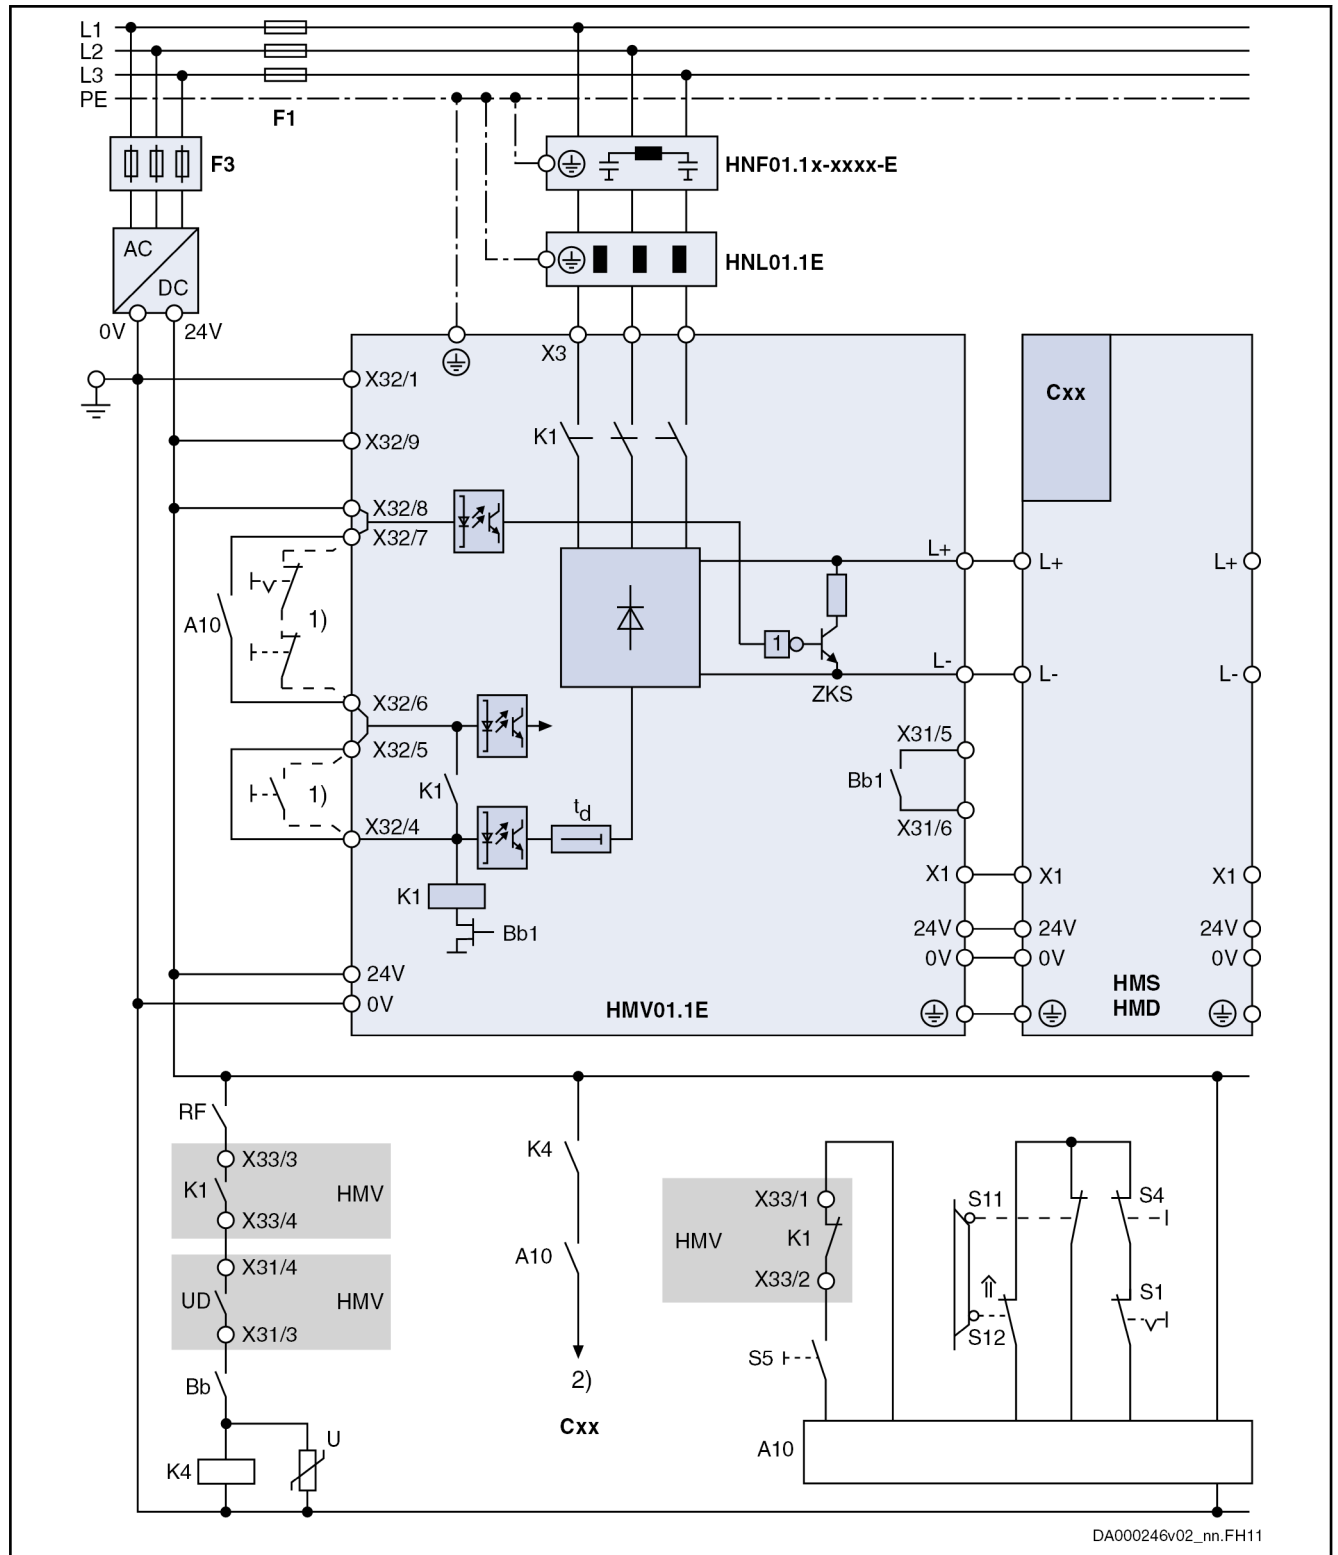 L1
L2
L3
PE
F1
F3
HNF01.1x-xxxx-E
AC
DC
HNL01.1E
0V
24V
X3
X32/1
Cxx
K1
X32/9
X32/8
X32/7
L+
L+
L+
A10
1)
1
L-
L-
L-
ZKS
X32/6
X32/5
X31/5
Bb1
K1
1)
td
X32/4
X31/6
X1
X1
X1
K1
Bb1
24V
24V
24V
0V
0V
0V
24V
0V
HMS
HMD
HMV01.1E
RF
X33/3
K1
HMV
X33/4
X31/4
UD
HMV
X31/3
Bb
U
K4
K4
A10
2)
Cxx
X33/1
HMV
K1
X33/2
S5
S11
S4
S12
S1
A10
DA000246v02_nn.FH11